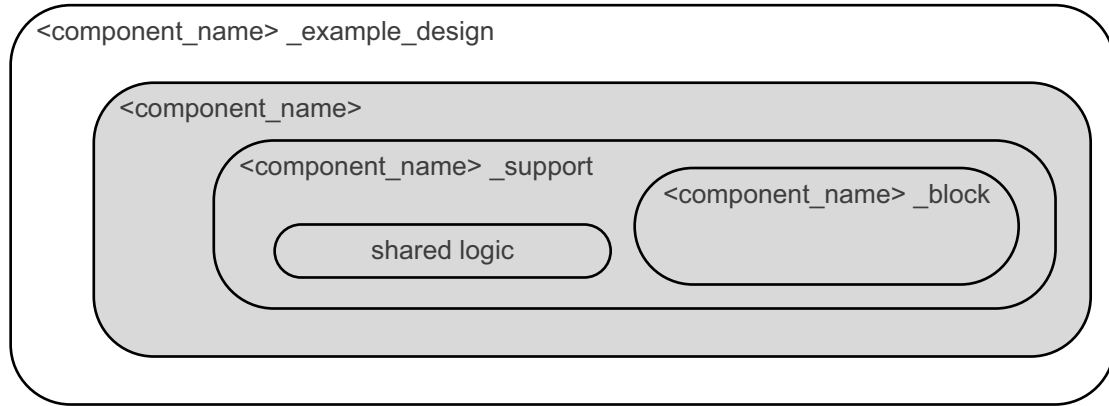 <component_name> _example_design
<component_name>
<component_name> _support
<component_name> _block
shared logic